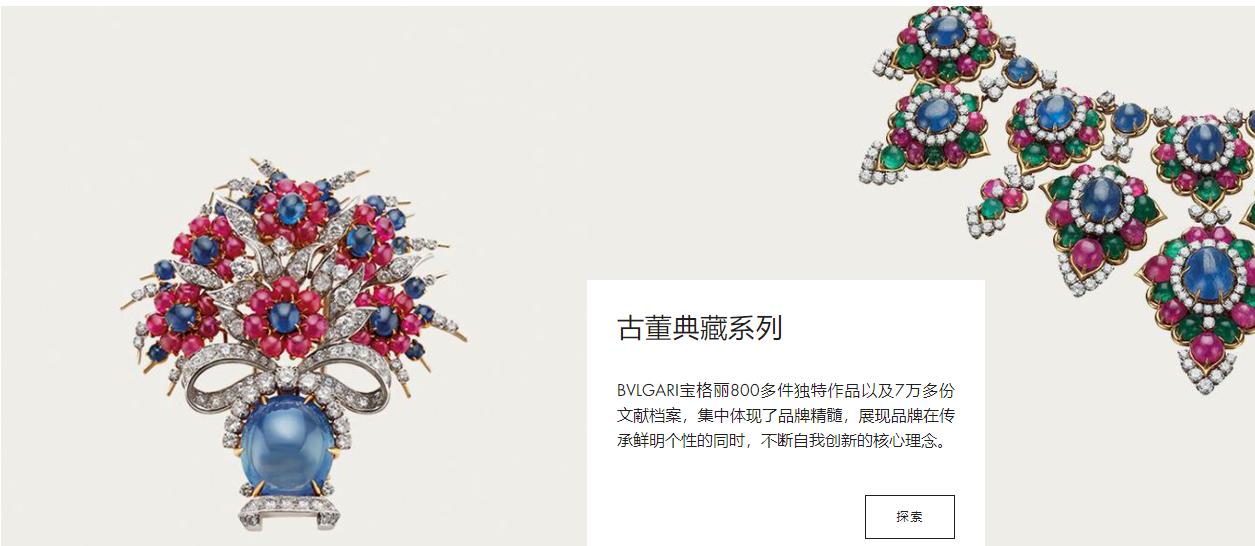 古董典藏系列
BVLGARI宝格丽800多件独特作品以及7万多份
文献档案，集中体现了品牌精髓，展现品牌在传
承鲜明个性的同时，不断自我创新的核心理念。
探索